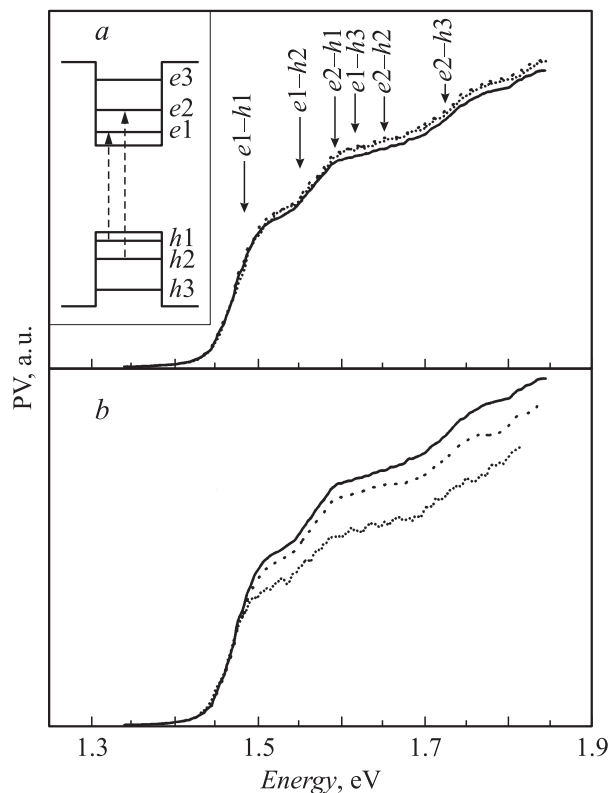 a
e3
e2
e1
h1
h2
h3
e1–h1
e1–h2
e2–h1
e1–h3
e2–h2
e2–h3
PV, a.u.
b
1.3
1.5
1.7
1.9
Energy, eV